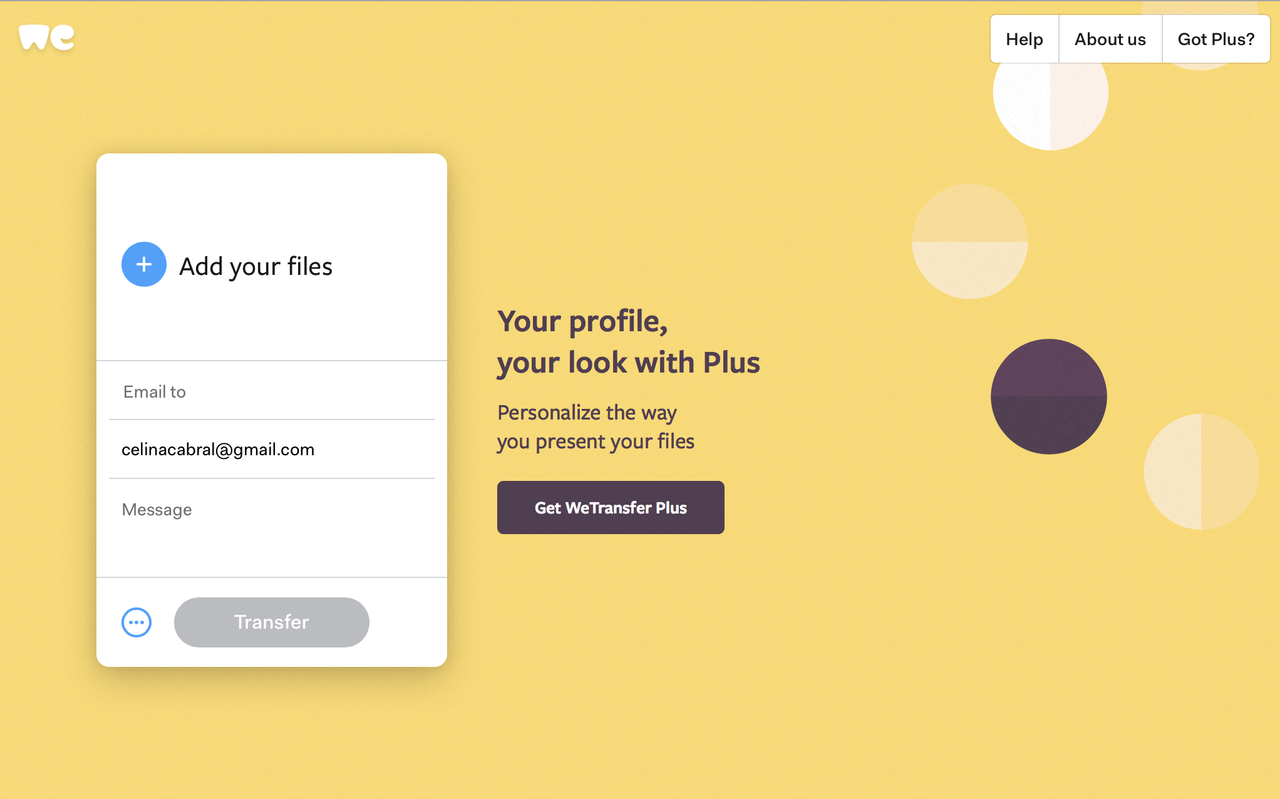 we
Help
About us
Got Plus?
Add your files
Email to
celinacabral@gmail.com
Message
Transfer
Your profile,
your look with Plus
Personalize the way
you present your files
Get WeTransfer Plus